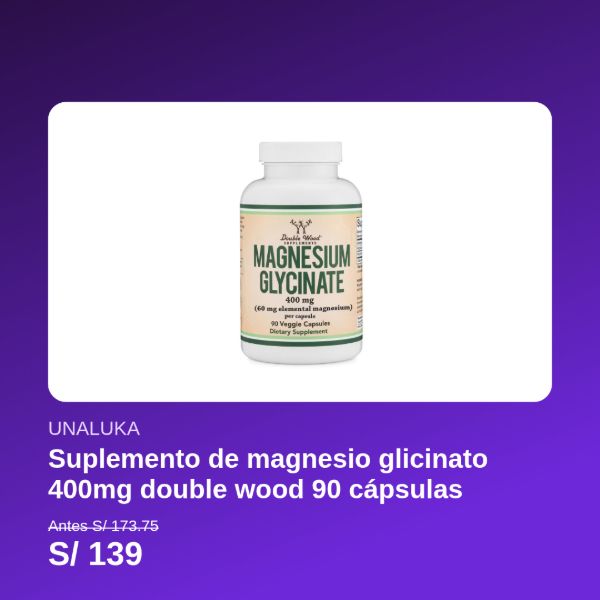 Double Wood
SUPPLEMENTS
MAGNESIUM
GLYCINATE
400 mg
(60 mg elemental magnesium)
per capsule
90 Veggie Capsules
Dietary Supplement
UNALUKA
Suplemento de magnesio glicinato
400mg double wood 90 cápsulas
Antes S/ 173.75
S/ 139